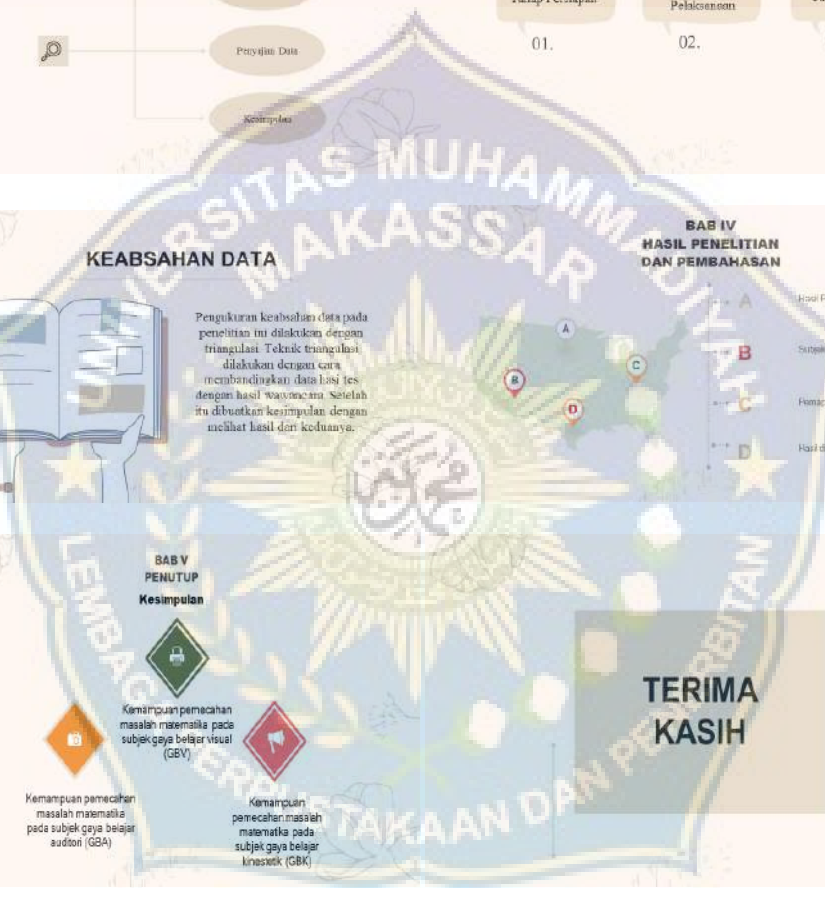 Pelaksanaan
01.
02.
Penyajian Data
Kesimpulan
UNIVERSITAS MUHAMMADIYAH
MAKASSAR
LEMBAGA PERPUSTAKAAN DAN PENERBITAN
KEABSAHAN DATA
Pengukuran keabsahan data pada
penelitian ini dilakukan dengan
triangulasi. Teknik triangulasi
dilakukan dengan cara
membandingkan data hasi tes
dengan hasil wawancara. Setelah
itu dibuatkan kesimpulan dengan
melihat hasil dari keduanya.
BAB IV
HASIL PENELITIAN
DAN PEMBAHASAN
A
B
C
D
A
B
C
D
Hasil d
BAB V
PENUTUP
Kesimpulan
Kemampuan pemecahan
masalah matematika pada
subjek gaya belajar visual
(GBV)
Kemampuan pemecahan
masalah matematika
pada subjek gaya belajar
auditori (GBA)
Kemampuan
pemecahan masalah
matematika pada
subjek gaya belajar
kinestetik (GBK)
TERIMA
KASIH